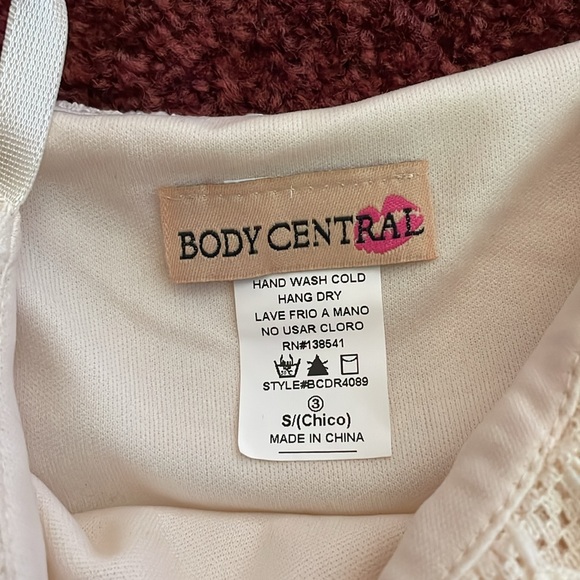 BODY CENTRAL
HAND WASH COLD
HANG DRY
LAVE FRIO A MANO
NO USAR CLORO
RN#138541
STYLE#BCDR4089
③
S/(Chico)
MADE IN CHINA